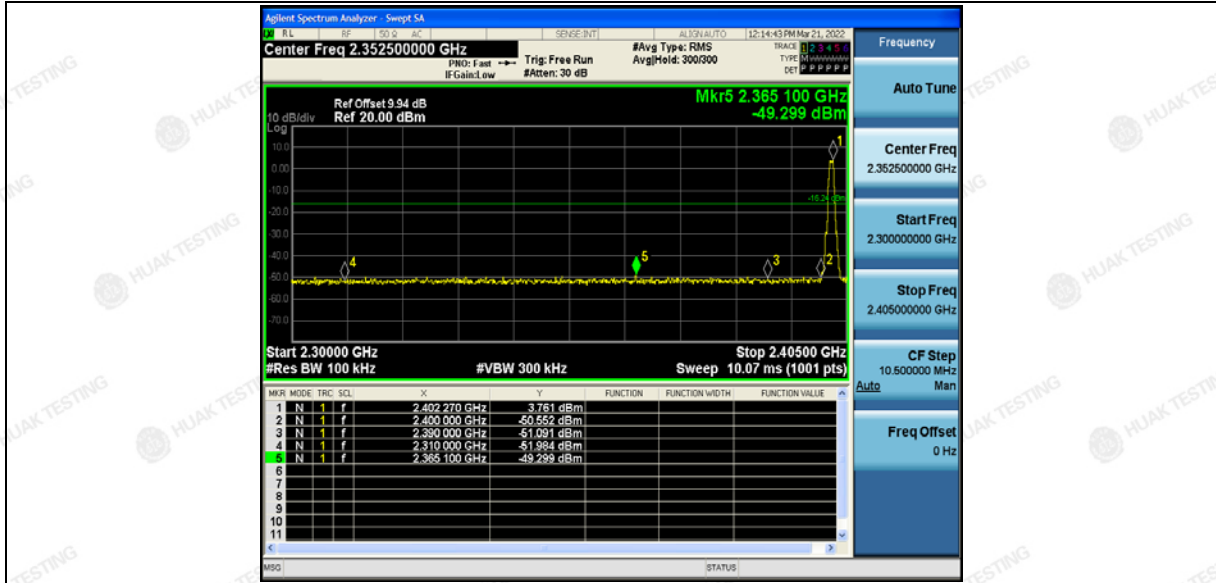 Agilent Spectrum Analyzer - Swept SA
RL RF 50 Ω AC SENSE:INT ALIGN AUTO 12:14:43 PM Mar 21, 2022
Center Freq 2.352500000 GHz
PNO: Fast
IFGain:Low
Trig: Free Run
#Atten: 30 dB
#Avg Type: RMS
Avg|Hold: 300/300
TRACE 1 2 3 4 5 6
TYPE M
DET P P P P P P
Frequency
Mkr5 2.365 100 GHz
-49.299 dBm
Ref Offset 9.94 dB
10 dB/div Ref 20.00 dBm
Log
10.0
0.00
-10.0
-20.0
-30.0
-40.0
-50.0
-60.0
-70.0
-16.24 dBm
1
2
3
4
5
Start 2.30000 GHz Stop 2.40500 GHz
#Res BW 100 kHz #VBW 300 kHz Sweep 10.07 ms (1001 pts)
MKR MODE TRC SCL X Y FUNCTION FUNCTION WIDTH FUNCTION VALUE
1 N 1 f 2.402 270 GHz 3.761 dBm
2 N 1 f 2.400 000 GHz -50.552 dBm
3 N 1 f 2.390 000 GHz -51.091 dBm
4 N 1 f 2.310 000 GHz -51.984 dBm
5 N 1 f 2.365 100 GHz -49.299 dBm
6
7
8
9
10
11
MSG STATUS
Auto Tune
Center Freq
2.352500000 GHz
Start Freq
2.300000000 GHz
Stop Freq
2.405000000 GHz
CF Step
10.500000 MHz
Auto Man
Freq Offset
0 Hz
HUAK TESTING
HUAK TESTING
HUAK TESTING